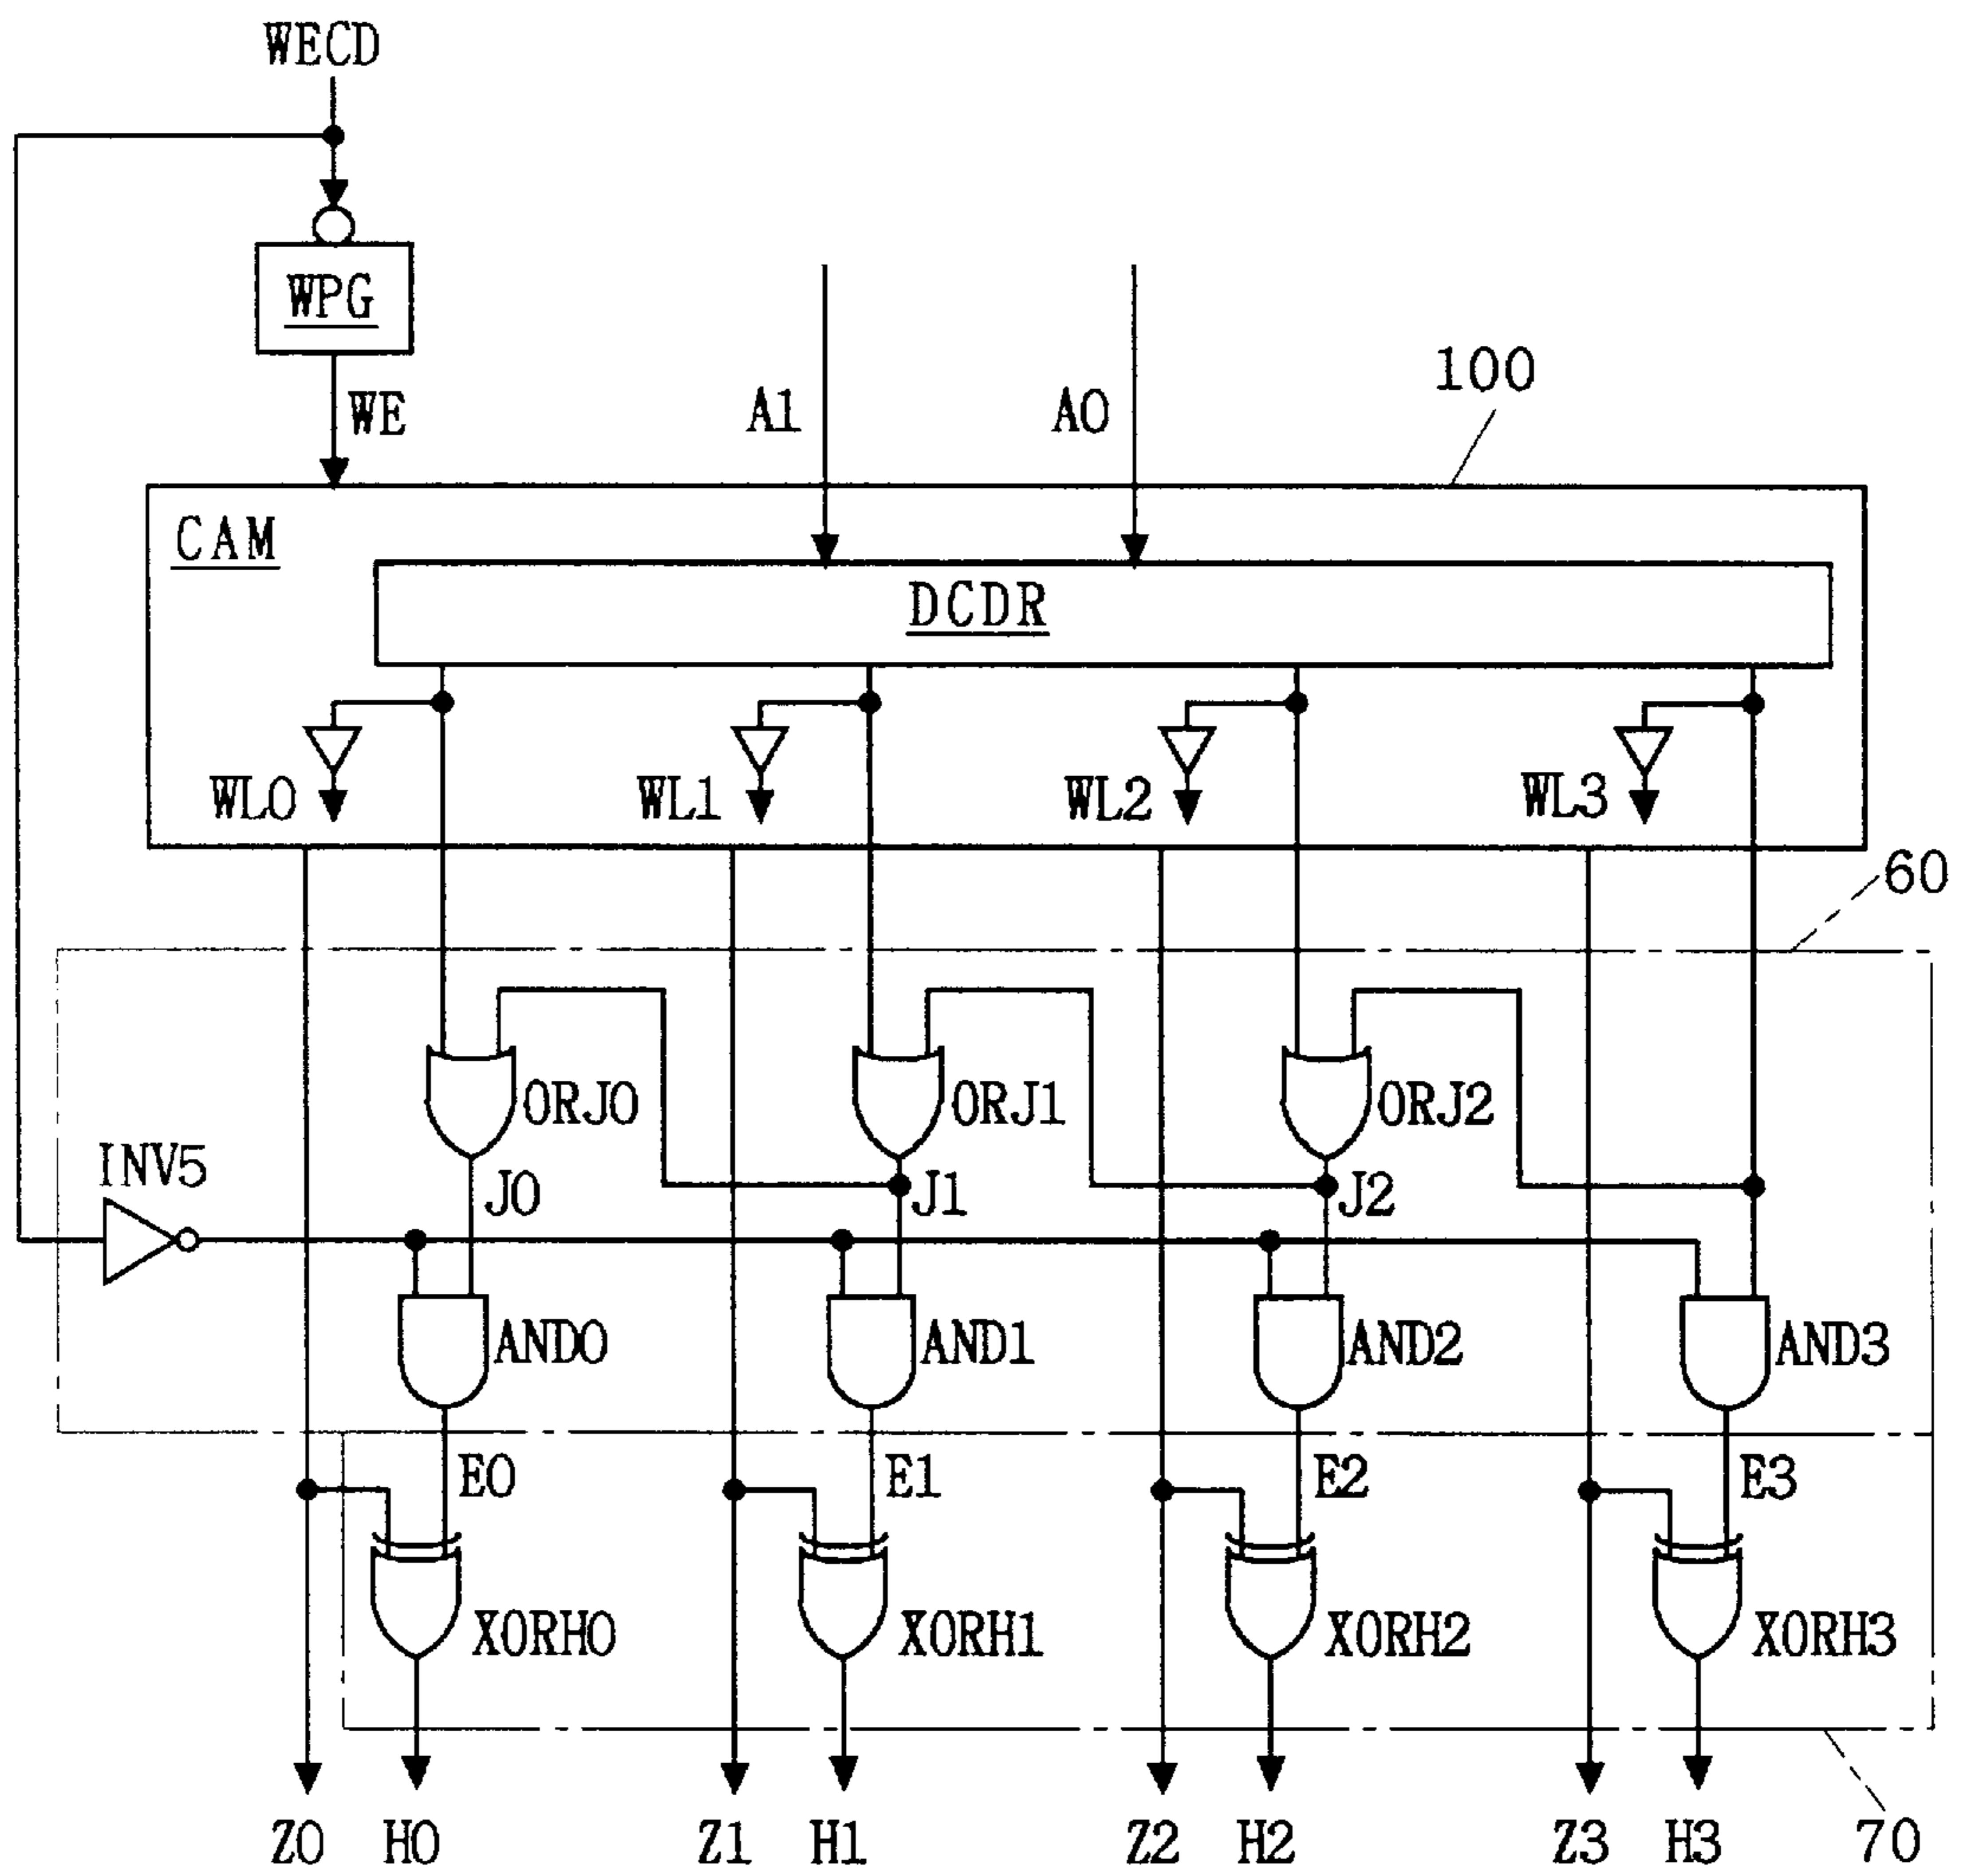 WECD
WPG
WE
A1
A0
100
CAM
DCDR
WL0
WL1
WL2
WL3
60
ORJ0
ORJ1
ORJ2
INV5
J0
J1
J2
AND0
AND1
AND2
AND3
E0
E1
E2
E3
XORH0
XORH1
XORH2
XORH3
Z0
H0
Z1
H1
Z2
H2
Z3
H3
70